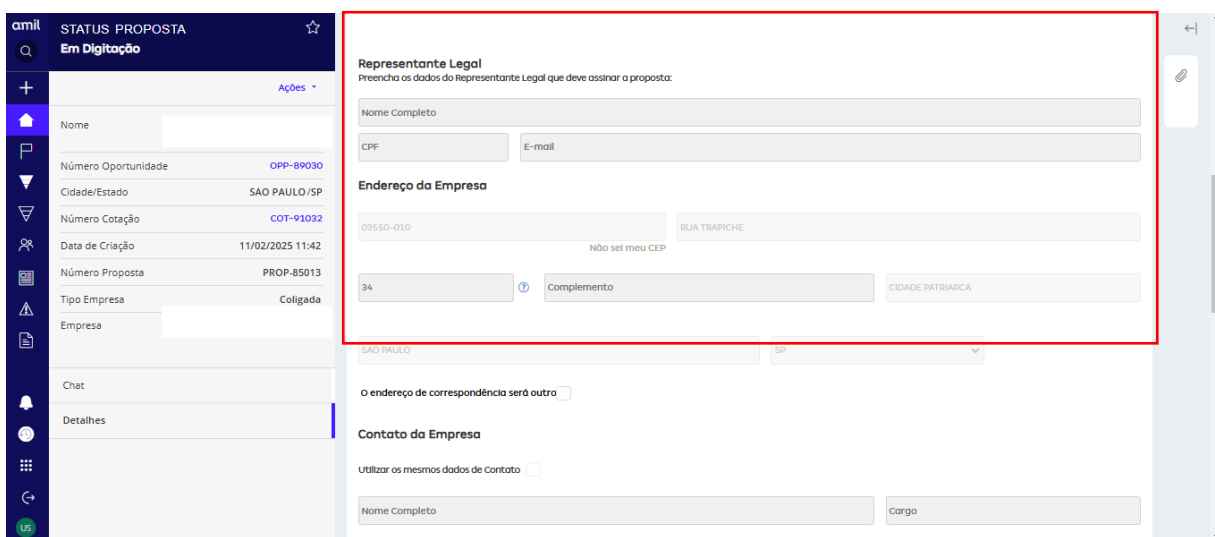 amil
STATUS PROPOSTA
Em Digitação
Ações
Nome
Número Oportunidade OPP-89030
Cidade/Estado SAO PAULO/SP
Número Cotação COT-91032
Data de Criação 11/02/2025 11:42
Número Proposta PROP-85013
Tipo Empresa Coligada
Empresa
Chat
Detalhes
US
Representante Legal
Preencha os dados do Representante Legal que deve assinar a proposta:
Nome Completo
CPF E-mail
Endereço da Empresa
03550-010 RUA TRAPICHE
Não sei meu CEP
34 ? Complemento CIDADE PATRIARCA
SAO PAULO SP
O endereço de correspondência será outro
Contato da Empresa
Utilizar os mesmos dados de Contato
Nome Completo Cargo